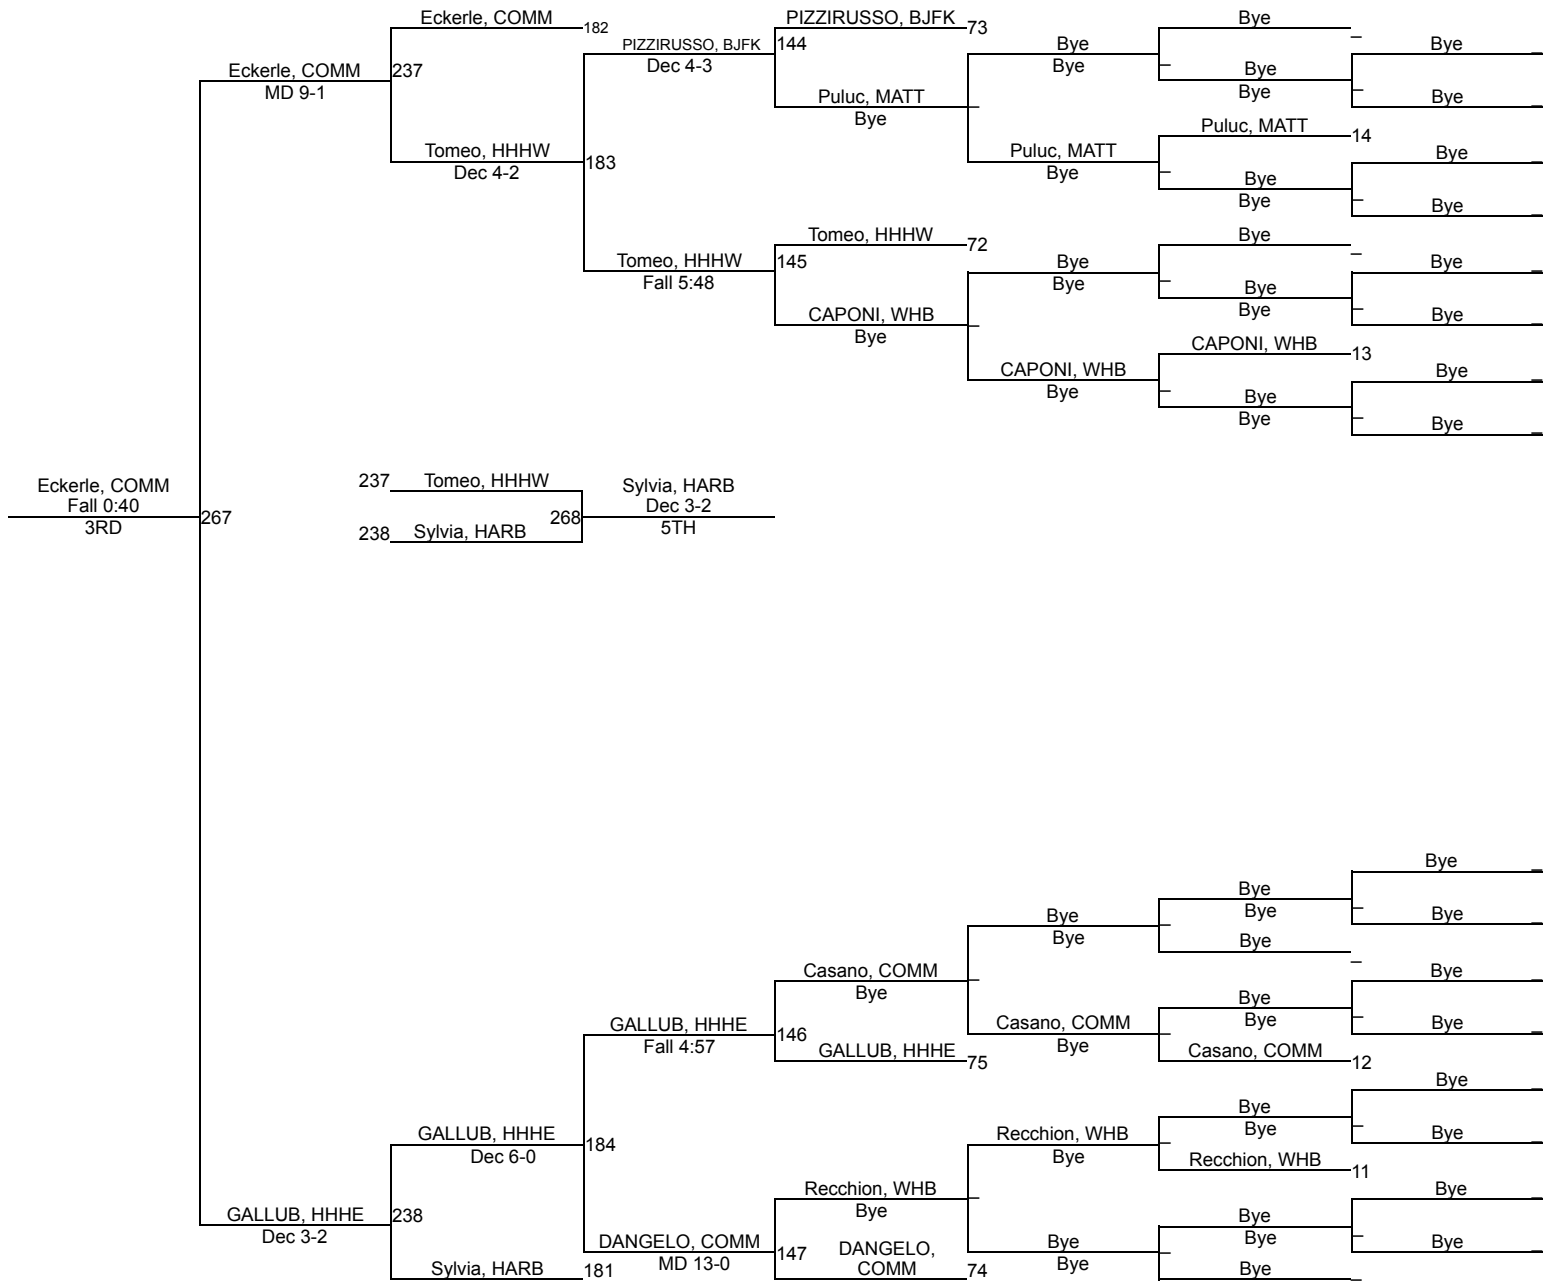 Eckerle, COMM
182
PIZZIRUSSO, BJFK
73
Bye
_
PIZZIRUSSO, BJFK
Dec 4-3
144
Bye
Bye
Bye
_
Eckerle, COMM
MD 9-1
237
_
Bye
Bye
_
Bye
_
Puluc, MATT
Bye
_
Puluc, MATT
14
Tomeo, HHHW
Dec 4-2
183
Puluc, MATT
Bye
_
Bye
Bye
_
Bye
_
Bye
_
Tomeo, HHHW
72
Bye
_
Tomeo, HHHW
Fall 5:48
145
Bye
Bye
_
Bye
Bye
_
Bye
_
Bye
_
CAPONI, WHB
Bye
_
CAPONI, WHB
13
CAPONI, WHB
Bye
_
Bye
Bye
_
Bye
_
Bye
_
Eckerle, COMM
Fall 0:40
3RD
267
237
Tomeo, HHHW
238
Sylvia, HARB
268
Sylvia, HARB
Dec 3-2
5TH
Bye
_
Bye
Bye
_
Bye
_
Bye
Bye
_
Bye
_
Casano, COMM
Bye
_
Bye
_
Bye
Bye
_
Bye
_
GALLUB, HHHE
Fall 4:57
146
Casano, COMM
Bye
_
GALLUB, HHHE
75
Casano, COMM
12
Bye
_
Bye
Bye
_
Bye
_
GALLUB, HHHE
Dec 6-0
184
Recchion, WHB
Bye
_
Recchion, WHB
11
Recchion, WHB
Bye
_
Bye
_
GALLUB, HHHE
Dec 3-2
238
Bye
Bye
_
Bye
_
DANGELO, COMM
MD 13-0
147
DANGELO,
COMM
74
Bye
Bye
_
Sylvia, HARB
181
Bye
_